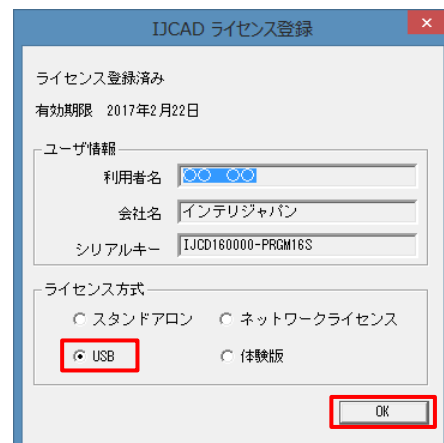 IJCAD ライセンス登録
ライセンス登録済み
有効期限 2017年2月22日
ユーザ情報
利用者名 〇〇 〇〇
会社名 インテリジャパン
シリアルキー IJCD160000-PRGM16S
ライセンス方式
スタンドアロン ネットワークライセンス
USB 体験版
OK